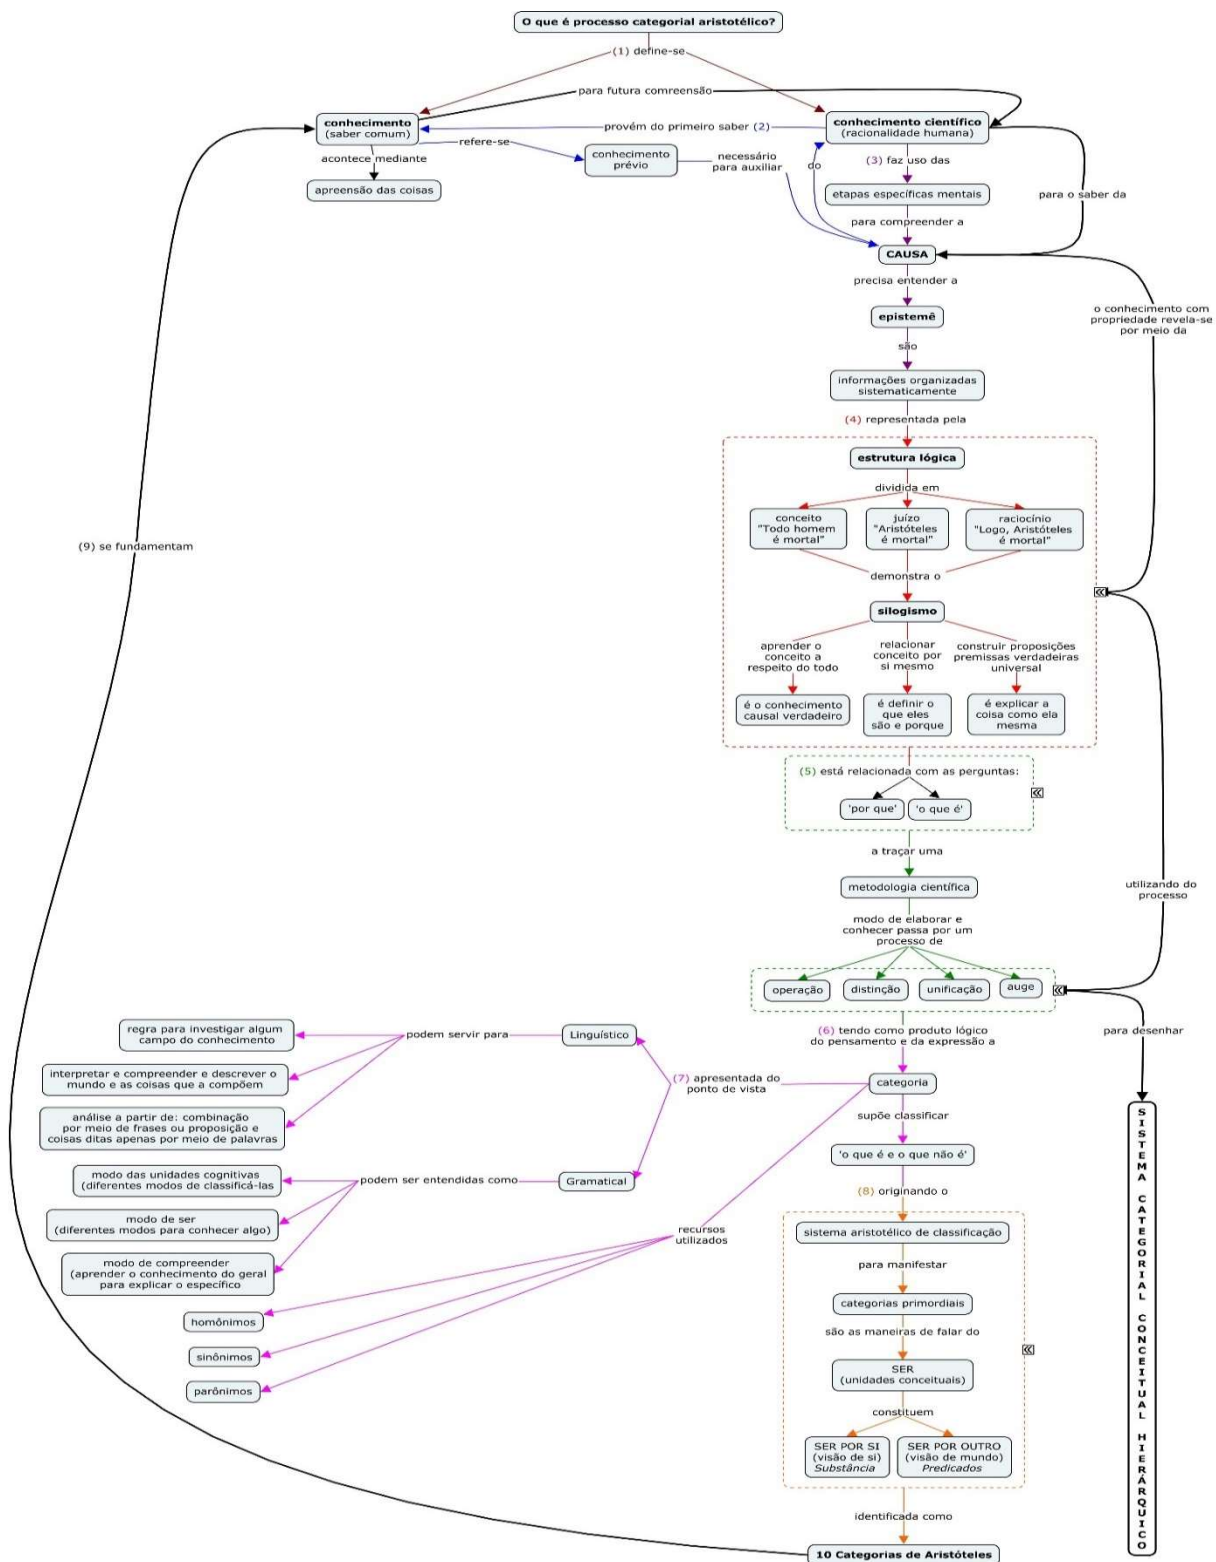 O que é processo categorial aristotélico?
(1) define-se
para futura comreensão
conhecimento
(saber comum)
provém do primeiro saber (2)
conhecimento científico
(racionalidade humana)
refere-se
acontece mediante
conhecimento
prévio
necessário
para auxiliar
do
(3) faz uso das
apreensão das coisas
etapas específicas mentais
para o saber da
para compreender a
CAUSA
precisa entender a
o conhecimento com
propriedade revela-se
por meio da
epistemê
são
informações organizadas
sistematicamente
(4) representada pela
estrutura lógica
dividida em
conceito
"Todo homem
é mortal"
juízo
"Aristóteles
é mortal"
raciocínio
"Logo, Aristóteles
é mortal"
(9) se fundamentam
demonstra o
silogismo
aprender o
conceito a
respeito do todo
relacionar
conceito por
si mesmo
construir proposições
premissas verdadeiras
universal
é o conhecimento
causal verdadeiro
é definir o
que eles
são e porque
é explicar a
coisa como ela
mesma
(5) está relacionada com as perguntas:
'por que'
'o que é'
a traçar uma
metodologia científica
utilizando do
processo
modo de elaborar e
conhecer passa por um
processo de
operação
distinção
unificação
auge
(6) tendo como produto lógico
do pensamento e da expressão a
para desenhar
regra para investigar algum
campo do conhecimento
podem servir para
Linguístico
interpretar e compreender e descrever o
mundo e as coisas que a compõem
(7) apresentada do
ponto de vista
categoria
análise a partir de: combinação
por meio de frases ou proposição e
coisas ditas apenas por meio de palavras
supõe classificar
'o que é e o que não é'
modo das unidades cognitivas
(diferentes modos de classificá-las
podem ser entendidas como
Gramatical
(8) originando o
modo de ser
(diferentes modos para conhecer algo)
recursos
utilizados
sistema aristotélico de classificação
modo de compreender
(aprender o conhecimento do geral
para explicar o específico
para manifestar
categorias primordiais
homônimos
são as maneiras de falar do
sinônimos
SER
(unidades conceituais)
parônimos
constituem
SER POR SI
(visão de si)
Substância
SER POR OUTRO
(visão de mundo)
Predicados
identificada como
10 Categorias de Aristóteles
SISTEMA CATEGORIAL CONCEITUAL HIERÁRQUICO